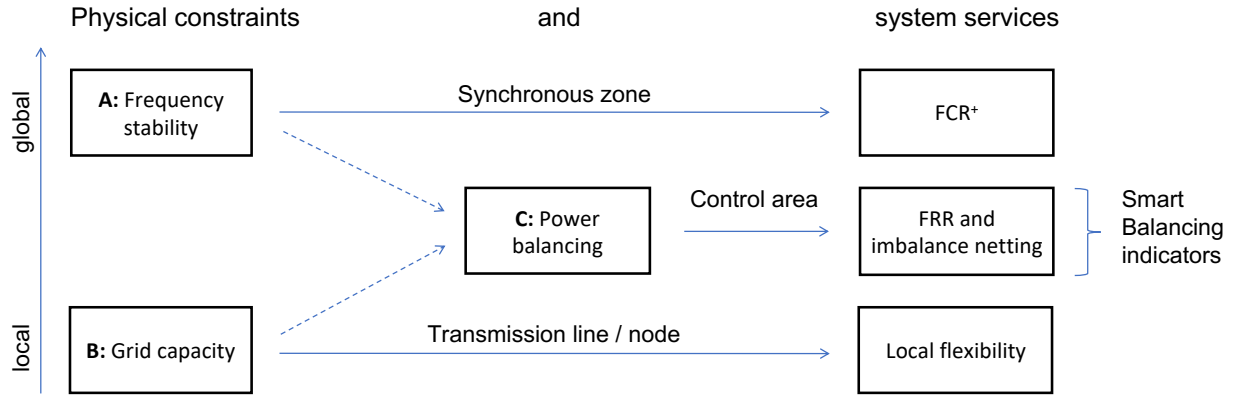 Physical constraints and system services
global
A: Frequency
stability
Synchronous zone
FCR⁺
C: Power
balancing
Control area
FRR and
imbalance netting
Smart
Balancing
indicators
local
B: Grid capacity
Transmission line / node
Local flexibility